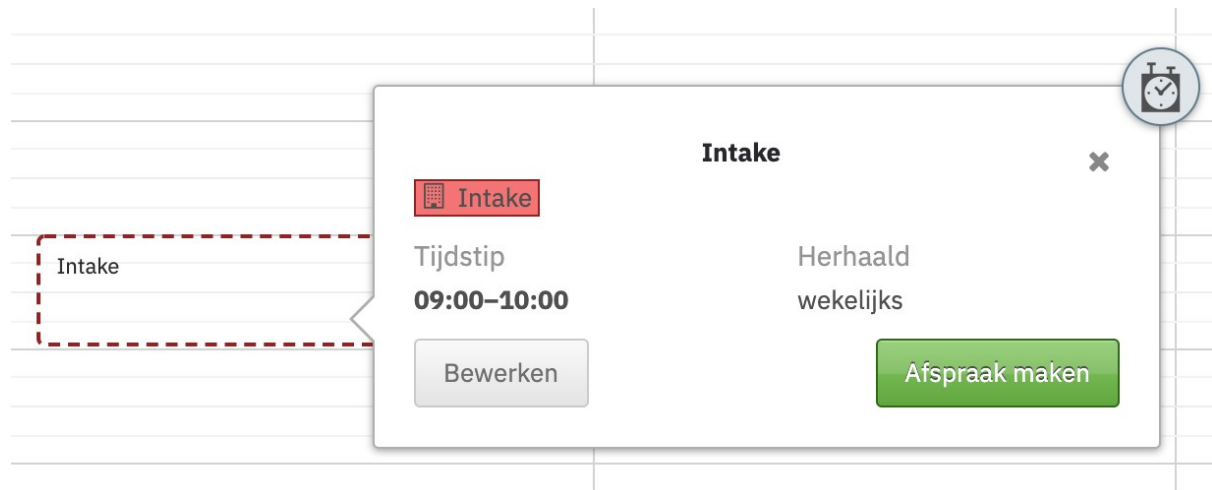 Intake
Intake
Intake
Tijdstip
Herhaald
09:00–10:00
wekelijks
Bewerken
Afspraak maken